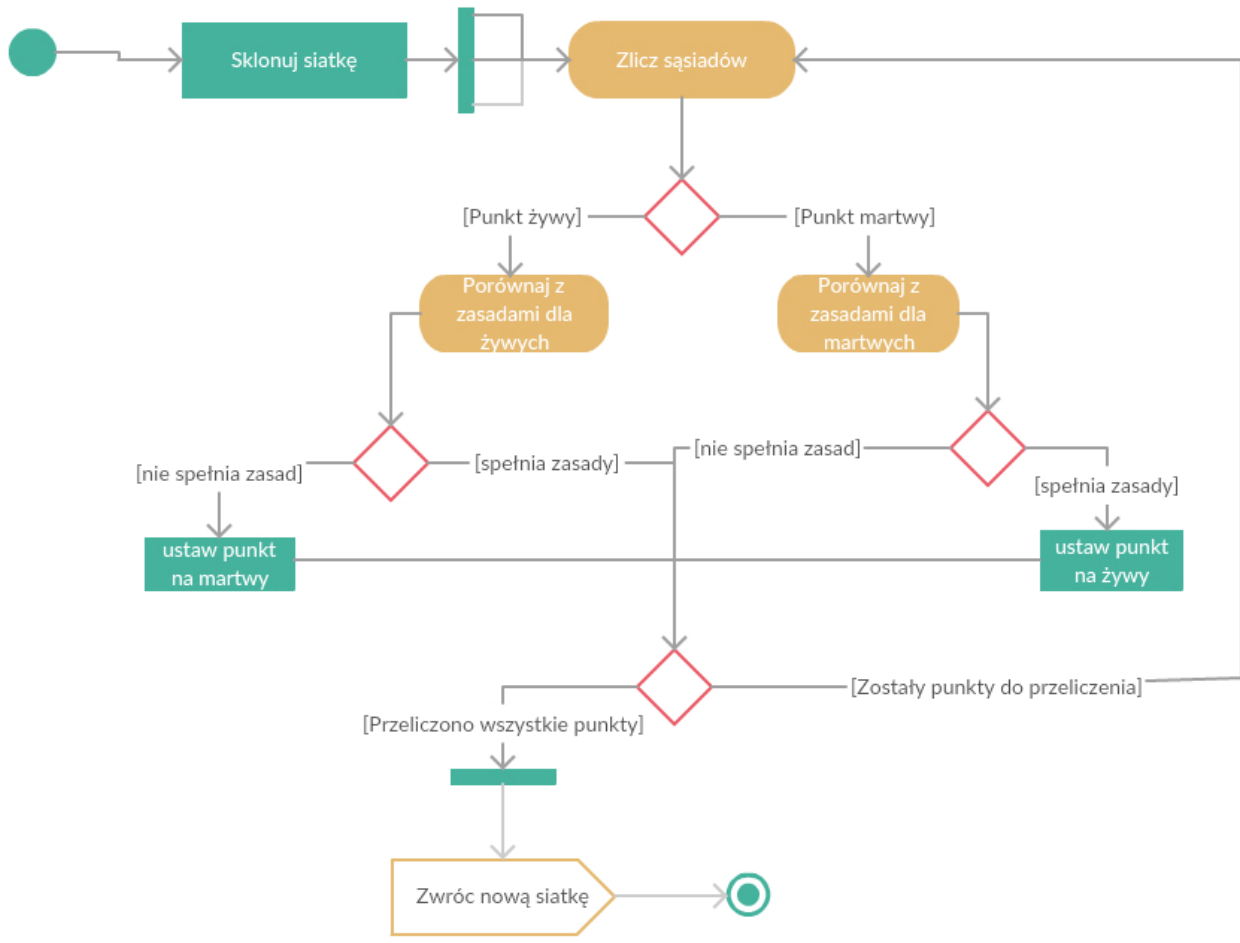 Sklonuj siatkę
Zlicz sąsiadów
[Punkt żywy]
[Punkt martwy]
Porównaj z
zasadami dla
żywych
Porównaj z
zasadami dla
martwych
[nie spełnia zasad]
[spełnia zasady]
[nie spełnia zasad]
[spełnia zasady]
ustaw punkt
na martwy
ustaw punkt
na żywy
[Zostały punkty do przeliczenia]
[Przeliczono wszystkie punkty]
Zwróc nową siatkę